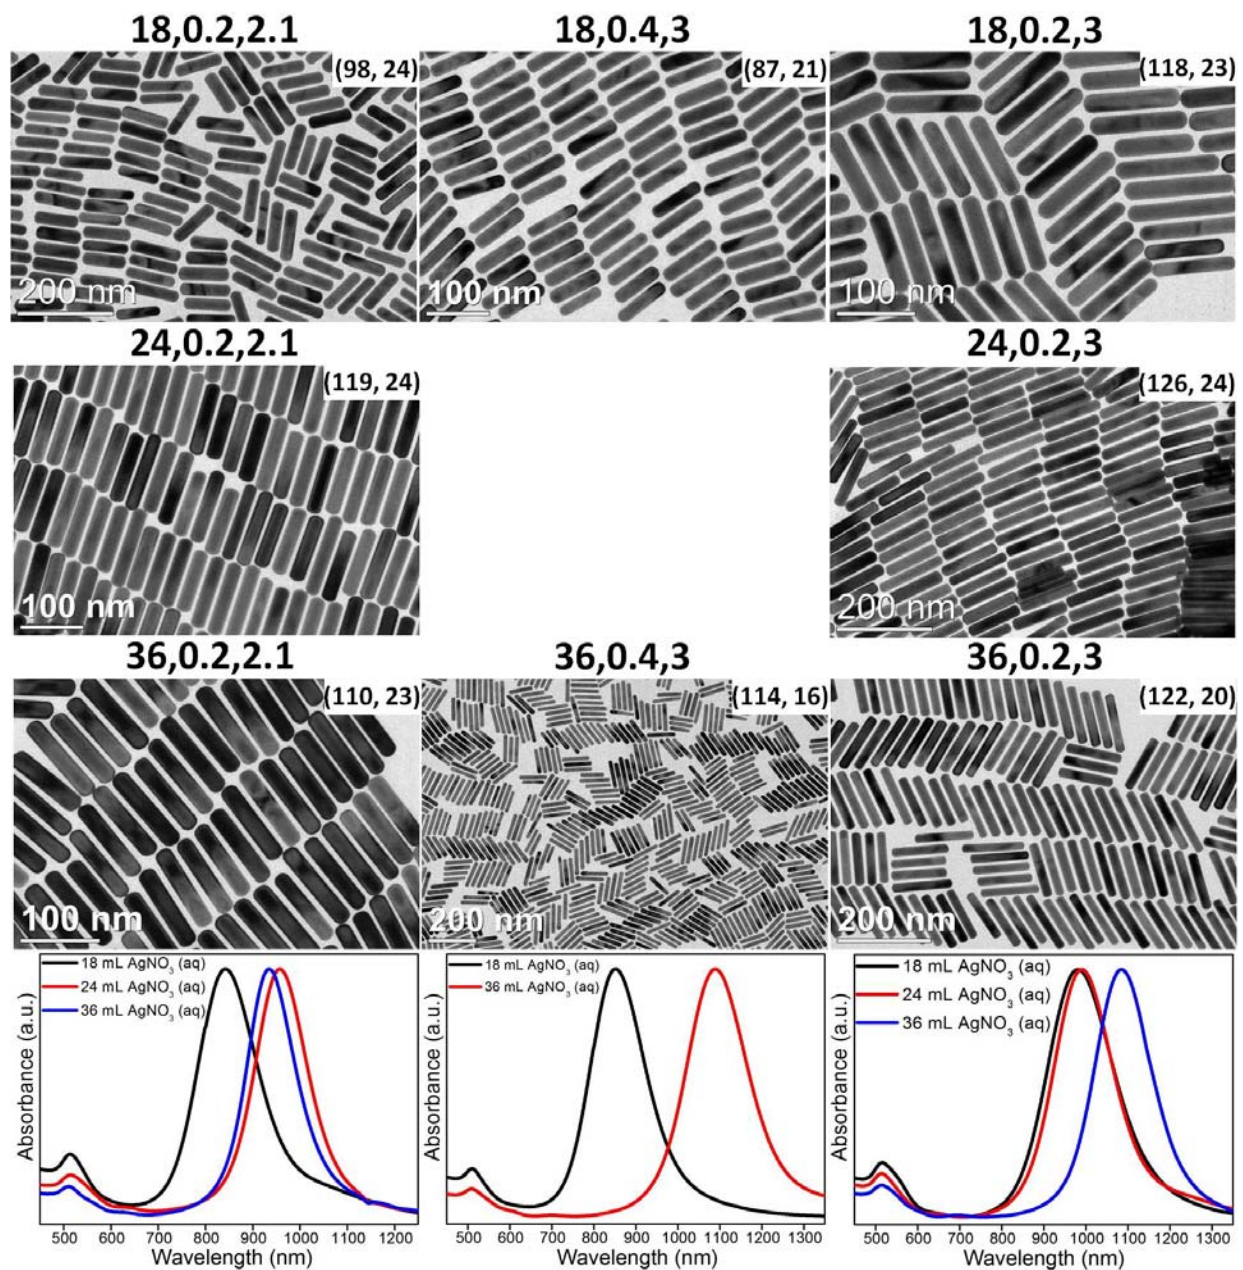 18,0.2,2.1
18,0.4,3
18,0.2,3
(98, 24)
(87, 21)
(118, 23)
200 nm
100 nm
100 nm
24,0.2,2.1
24,0.2,3
(119, 24)
(126, 24)
100 nm
200 nm
36,0.2,2.1
36,0.4,3
36,0.2,3
(110, 23)
(114, 16)
(122, 20)
100 nm
200 nm
200 nm
Absorbance (a.u.)
18 mL AgNO₃ (aq)
24 mL AgNO₃ (aq)
36 mL AgNO₃ (aq)
500 600 700 800 900 1000 1100 1200
Wavelength (nm)
Absorbance (a.u.)
18 mL AgNO₃ (aq)
36 mL AgNO₃ (aq)
500 600 700 800 900 1000 1100 1200 1300
Wavelength (nm)
Absorbance (a.u.)
18 mL AgNO₃ (aq)
24 mL AgNO₃ (aq)
36 mL AgNO₃ (aq)
500 600 700 800 900 1000 1100 1200 1300
Wavelength (nm)